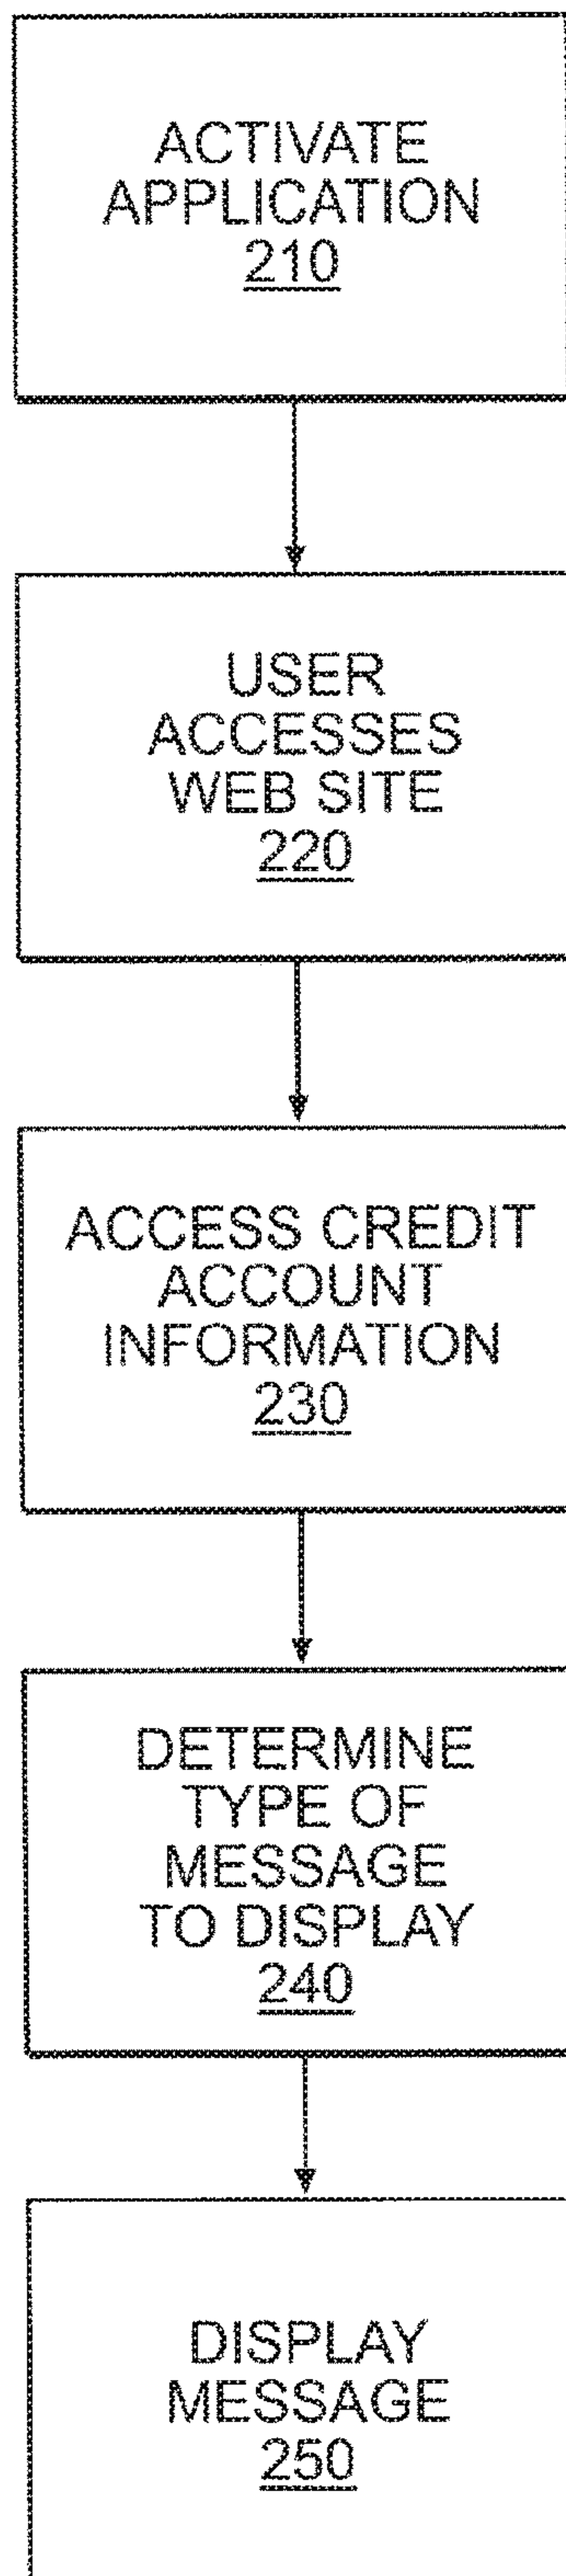 ACTIVATE
APPLICATION
210
USER
ACCESSES
WEB SITE
220
ACCESS CREDIT
ACCOUNT
INFORMATION
230
DETERMINE
TYPE OF
MESSAGE
TO DISPLAY
240
DISPLAY
MESSAGE
250